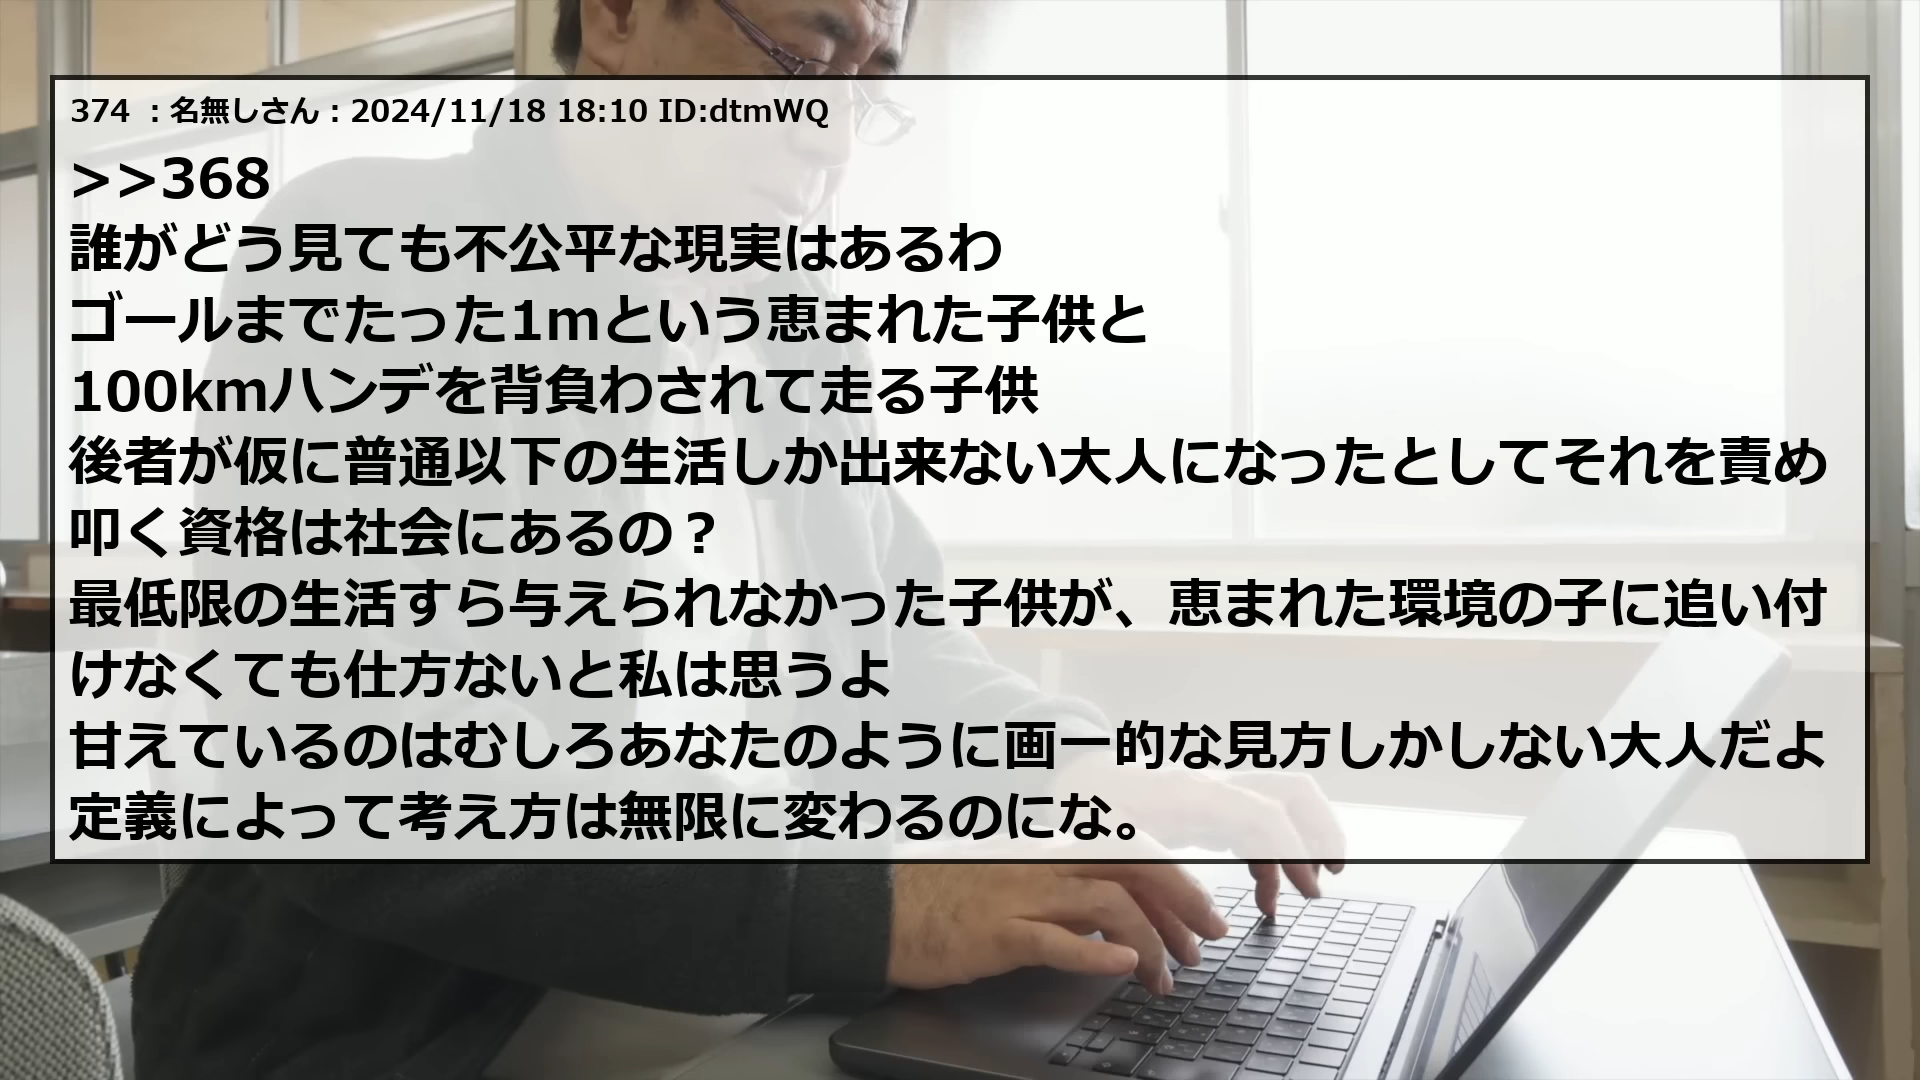 374 ：名無しさん：2024/11/18 18:10 ID:dtmWQ
>>368
誰がどう見ても不公平な現実はあるわ
ゴールまでたった1mという恵まれた子供と
100kmハンデを背負わされて走る子供
後者が仮に普通以下の生活しか出来ない大人になったとしてそれを責め
叩く資格は社会にあるの？
最低限の生活すら与えられなかった子供が、恵まれた環境の子に追い付
けなくても仕方ないと私は思うよ
甘えているのはむしろあなたのように画一的な見方しかしない大人だよ
定義によって考え方は無限に変わるのにな。